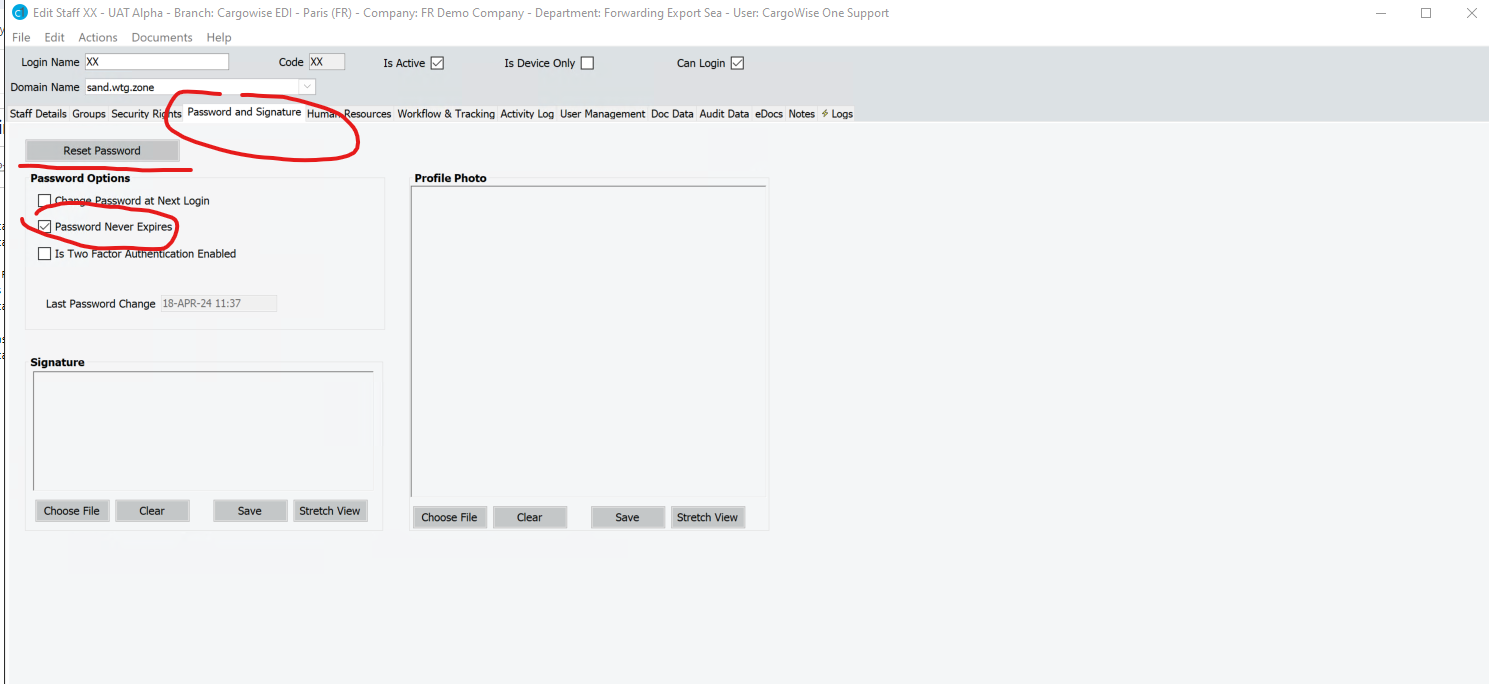 Edit Staff XX - UAT Alpha - Branch: Cargowise EDI - Paris (FR) - Company: FR Demo Company - Department: Forwarding Export Sea - User: CargoWise One Support
File Edit Actions Documents Help
Login Name XX Code XX Is Active Is Device Only Can Login
Domain Name sand.wtg.zone
Staff Details Groups Security Rights Password and Signature Human Resources Workflow & Tracking Activity Log User Management Doc Data Audit Data eDocs Notes Logs
Reset Password
Password Options
Change Password at Next Login
Password Never Expires
Is Two Factor Authentication Enabled
Last Password Change 18-APR-24 11:37
Signature
Choose File Clear Save Stretch View
Profile Photo
Choose File Clear Save Stretch View